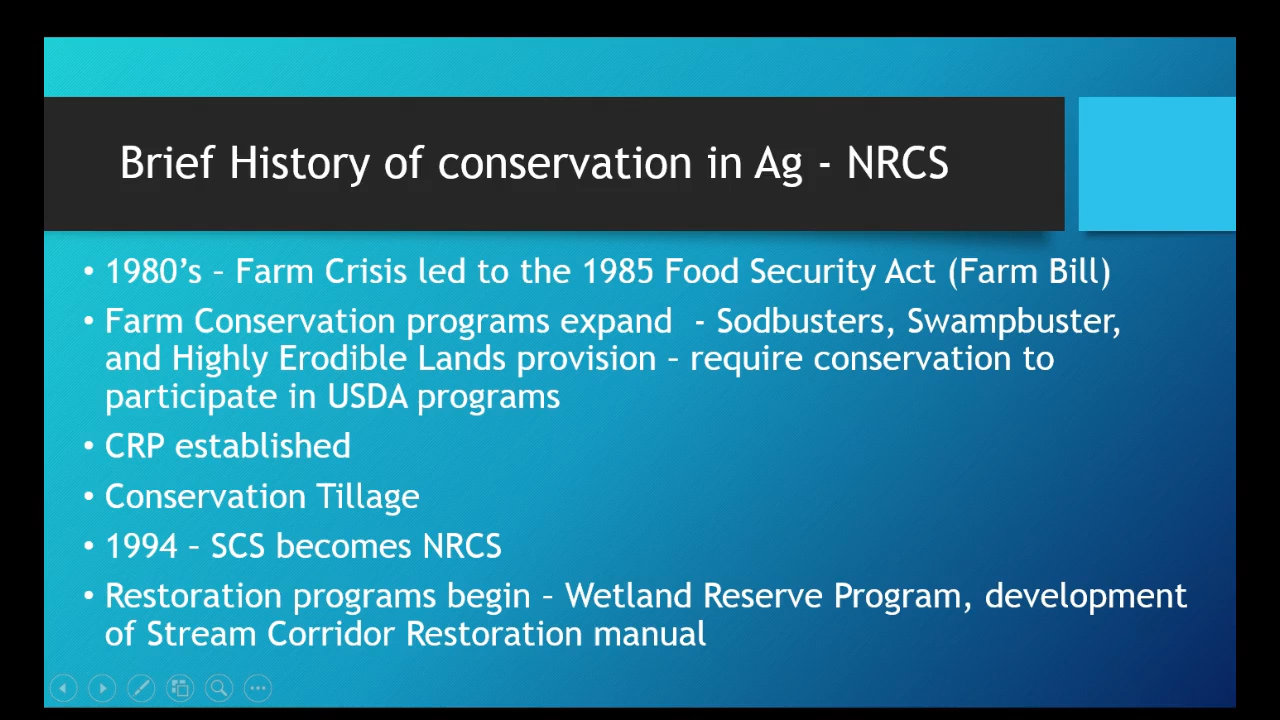 Brief History of conservation in Ag - NRCS
• 1980’s – Farm Crisis led to the 1985 Food Security Act (Farm Bill)
• Farm Conservation programs expand  - Sodbusters, Swampbuster,
and Highly Erodible Lands provision – require conservation to
participate in USDA programs
• CRP established
• Conservation Tillage
• 1994 – SCS becomes NRCS
• Restoration programs begin – Wetland Reserve Program, development
of Stream Corridor Restoration manual